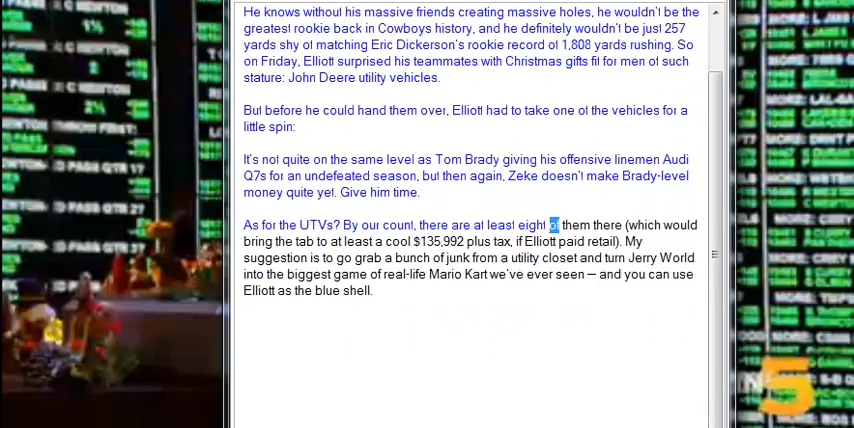 He knows without his massive friends creating massive holes, he wouldn't be the
greatest rookie back in Cowboys history, and he definitely wouldn't be just 257
yards shy of matching Eric Dickerson's rookie record of 1,808 yards rushing. So
on Friday, Elliott surprised his teammates with Christmas gifts fit for men of such
stature: John Deere utility vehicles.
But before he could hand them over, Elliott had to take one of the vehicles for a
little spin:
It's not quite on the same level as Tom Brady giving his offensive linemen Audi
Q7s for an undefeated season, but then again, Zeke doesn't make Brady-level
money quite yet. Give him time.
As for the UTVs? By our count, there are at least eight of them there (which would
bring the tab to at least a cool $135,992 plus tax, if Elliott paid retail). My
suggestion is to go grab a bunch of junk from a utility closet and turn Jerry World
into the biggest game of real-life Mario Kart we've ever seen — and you can use
Elliott as the blue shell.
5